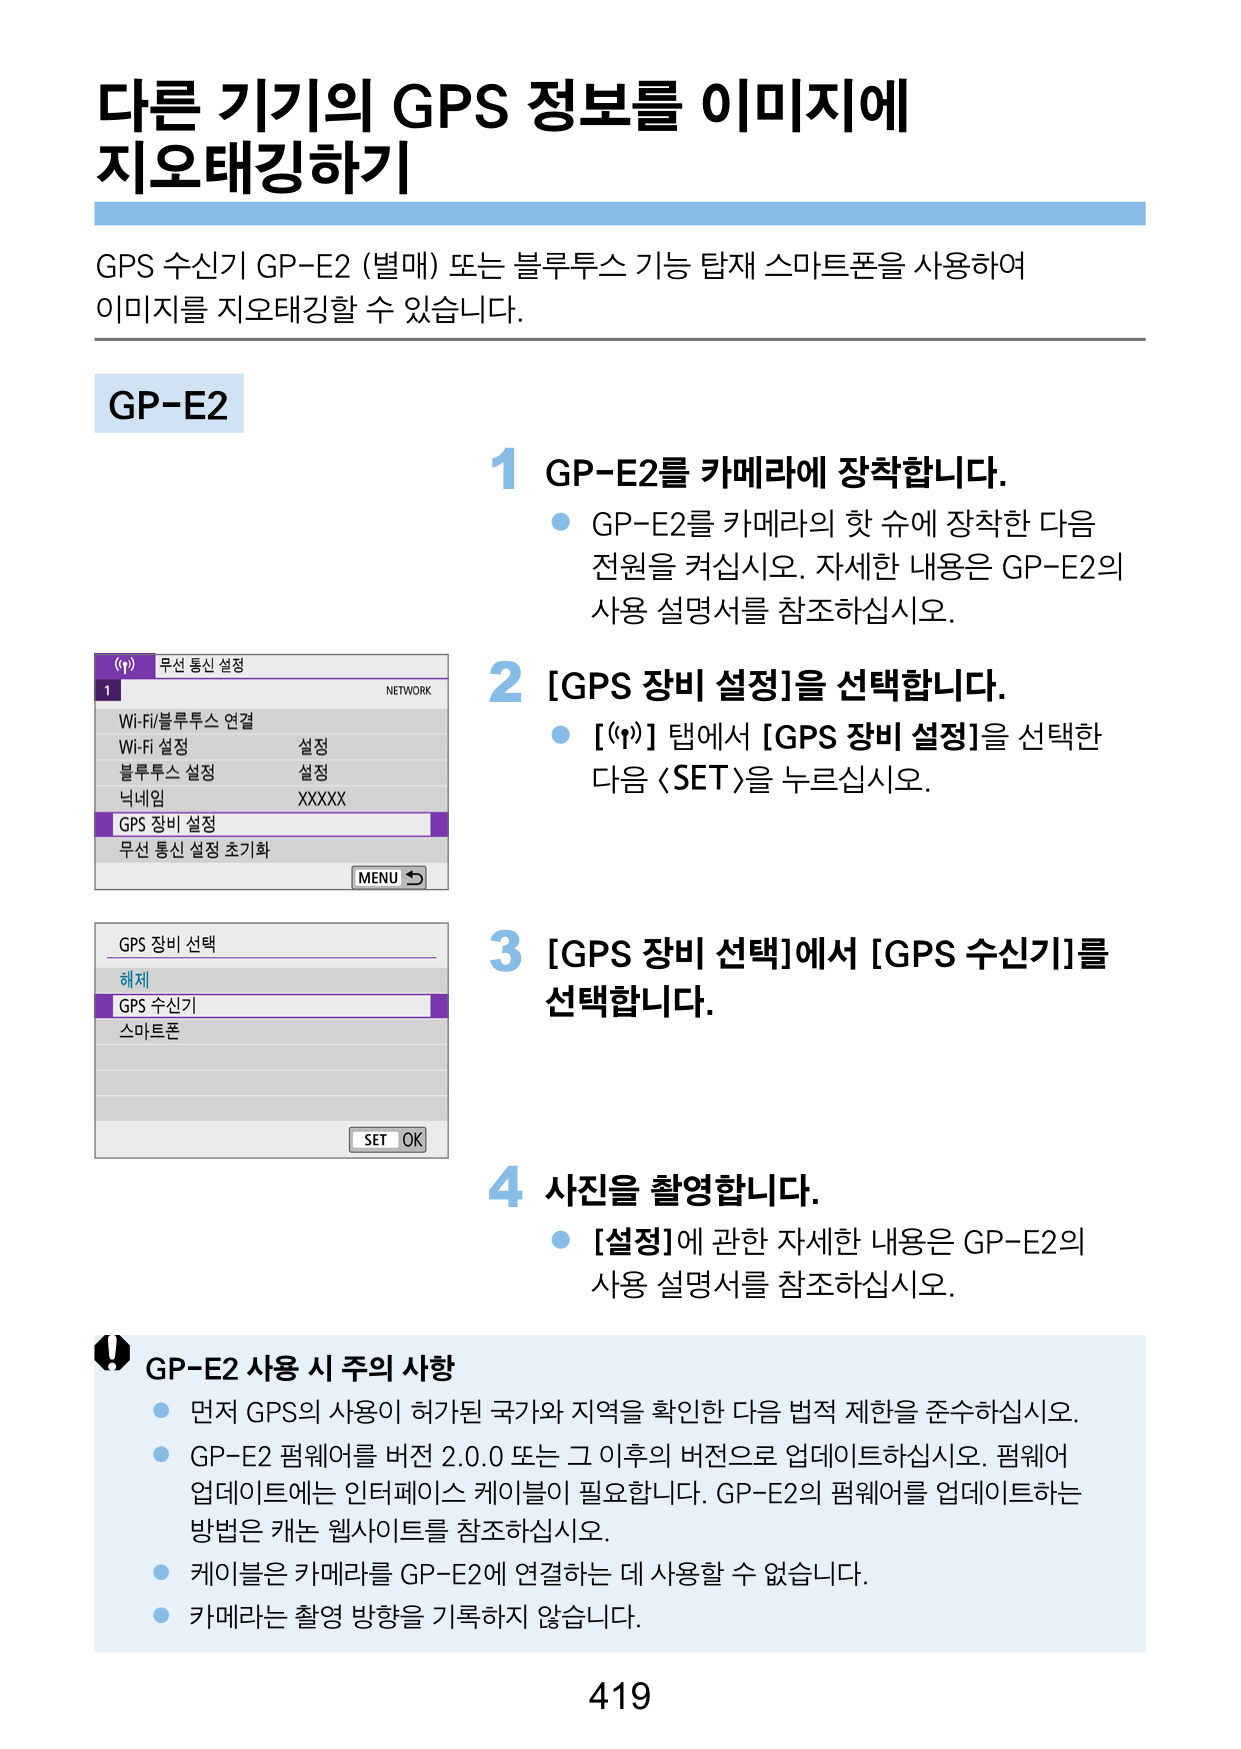 다른 기기의 GPS 정보를 이미지에
지오태깅하기
GPS 수신기 GP-E2 (별매) 또는 블루투스 기능 탑재 스마트폰을 사용하여
이미지를 지오태깅할 수 있습니다.
GP-E2
1 GP-E2를 카메라에 장착합니다.
● GP-E2를 카메라의 핫 슈에 장착한 다음
전원을 켜십시오. 자세한 내용은 GP-E2의
사용 설명서를 참조하십시오.
무선 통신 설정
1 NETWORK
Wi-Fi/블루투스 연결
Wi-Fi 설정 설정
블루투스 설정 설정
닉네임 XXXXX
GPS 장비 설정
무선 통신 설정 초기화
MENU
2 [GPS 장비 설정]을 선택합니다.
● [] 탭에서 [GPS 장비 설정]을 선택한
다음 <SET>을 누르십시오.
GPS 장비 선택
해제
GPS 수신기
스마트폰
SET OK
3 [GPS 장비 선택]에서 [GPS 수신기]를
선택합니다.
4 사진을 촬영합니다.
● [설정]에 관한 자세한 내용은 GP-E2의
사용 설명서를 참조하십시오.
GP-E2 사용 시 주의 사항
● 먼저 GPS의 사용이 허가된 국가와 지역을 확인한 다음 법적 제한을 준수하십시오.
● GP-E2 펌웨어를 버전 2.0.0 또는 그 이후의 버전으로 업데이트하십시오. 펌웨어
업데이트에는 인터페이스 케이블이 필요합니다. GP-E2의 펌웨어를 업데이트하는
방법은 캐논 웹사이트를 참조하십시오.
● 케이블은 카메라를 GP-E2에 연결하는 데 사용할 수 없습니다.
● 카메라는 촬영 방향을 기록하지 않습니다.
419